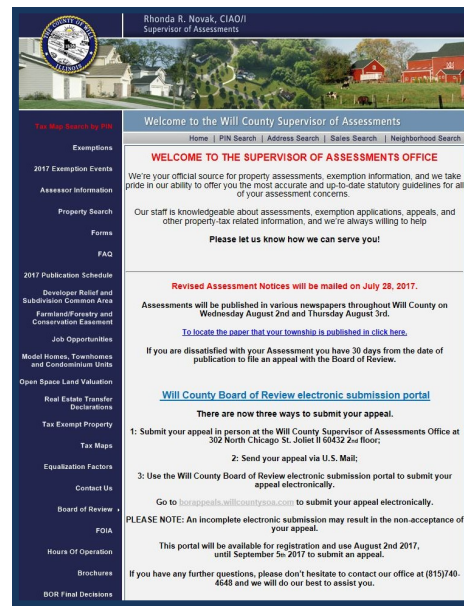 THE COUNTY OF WILL
ILLINOIS
Rhonda R. Novak, CIAO/I
Supervisor of Assessments
Welcome to the Will County Supervisor of Assessments
Home | PIN Search | Address Search | Sales Search | Neighborhood Search
Tax Map Search by PIN
Exemptions
2017 Exemption Events
Assessor Information
Property Search
Forms
FAQ
2017 Publication Schedule
Developer Relief and
Subdivision Common Area
Farmland/Forestry and
Conservation Easement
Job Opportunities
Model Homes, Townhomes
and Condominium Units
Open Space Land Valuation
Real Estate Transfer
Declarations
Tax Exempt Property
Tax Maps
Equalization Factors
Contact Us
Board of Review
FOIA
Hours Of Operation
Brochures
BOR Final Decisions
WELCOME TO THE SUPERVISOR OF ASSESSMENTS OFFICE
We're your official source for property assessments, exemption information, and we take
pride in our ability to offer you the most accurate and up-to-date statutory guidelines for all
of your assessment concerns.
Our staff is knowledgeable about assessments, exemption applications, appeals, and
other property-tax related information, and we're always willing to help
Please let us know how we can serve you!
Revised Assessment Notices will be mailed on July 28, 2017.
Assessments will be published in various newspapers throughout Will County on
Wednesday August 2nd and Thursday August 3rd.
To locate the paper that your township is published in click here.
If you are dissatisfied with your Assessment you have 30 days from the date of
publication to file an appeal with the Board of Review.
Will County Board of Review electronic submission portal
There are now three ways to submit your appeal.
1: Submit your appeal in person at the Will County Supervisor of Assessments Office at
302 North Chicago St. Joliet Il 60432 2nd floor;
2: Send your appeal via U.S. Mail;
3: Use the Will County Board of Review electronic submission portal to submit your
appeal electronically.
Go to borappeals.willcountysoa.com to submit your appeal electronically.
PLEASE NOTE: An incomplete electronic submission may result in the non-acceptance of
your appeal.
This portal will be available for registration and use August 2nd 2017,
until September 5th 2017 to submit an appeal.
If you have any further questions, please don't hesitate to contact our office at (815)740-
4648 and we will do our best to assist you.